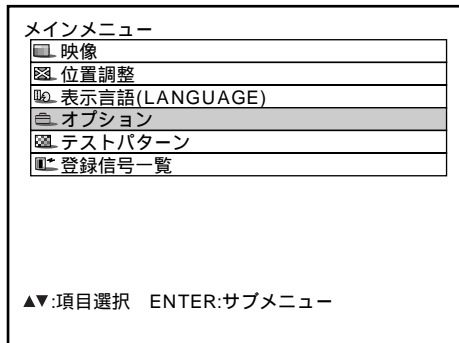 メインメニュー
映像
位置調整
表示言語(LANGUAGE)
オプション
テストパターン
登録信号一覧
▲▼:項目選択　ENTER:サブメニュー